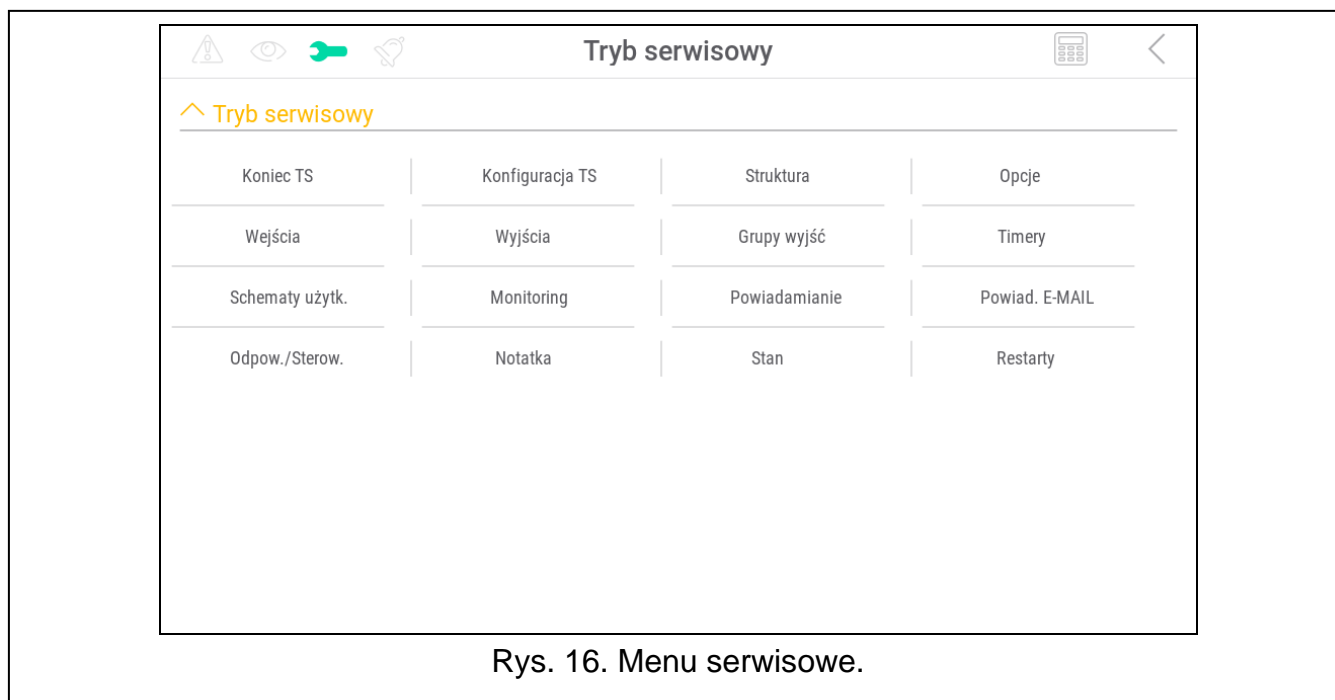 Tryb serwisowy
Tryb serwisowy
Koniec TS Konfiguracja TS Struktura Opcje
Wejścia Wyjścia Grupy wyjść Timery
Schematy użytk. Monitoring Powiadamianie Powiad. E-MAIL
Odpow./Sterow. Notatka Stan Restarty
Rys. 16. Menu serwisowe.